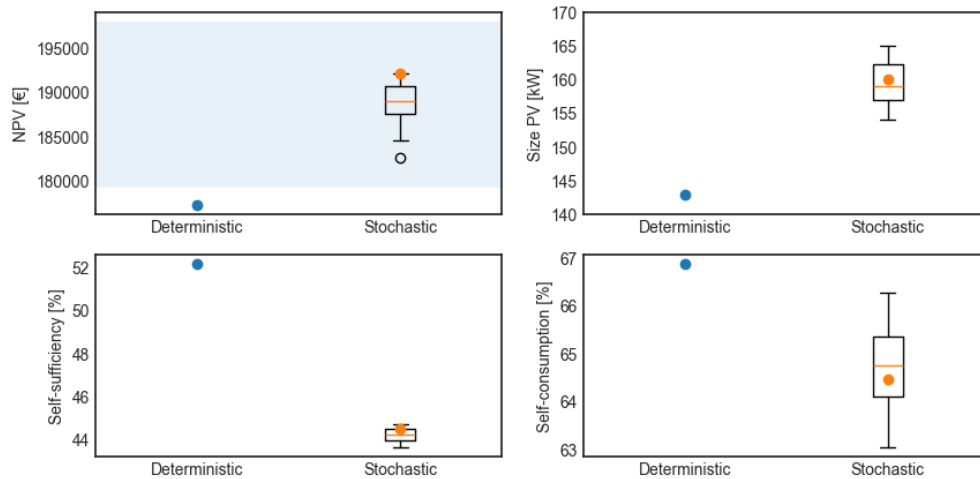 NPV [€]
195000
190000
185000
180000
Deterministic
Stochastic
Size PV [kW]
170
165
160
155
150
145
140
Deterministic
Stochastic
Self-sufficiency [%]
52
50
48
46
44
Deterministic
Stochastic
Self-consumption [%]
67
66
65
64
63
Deterministic
Stochastic